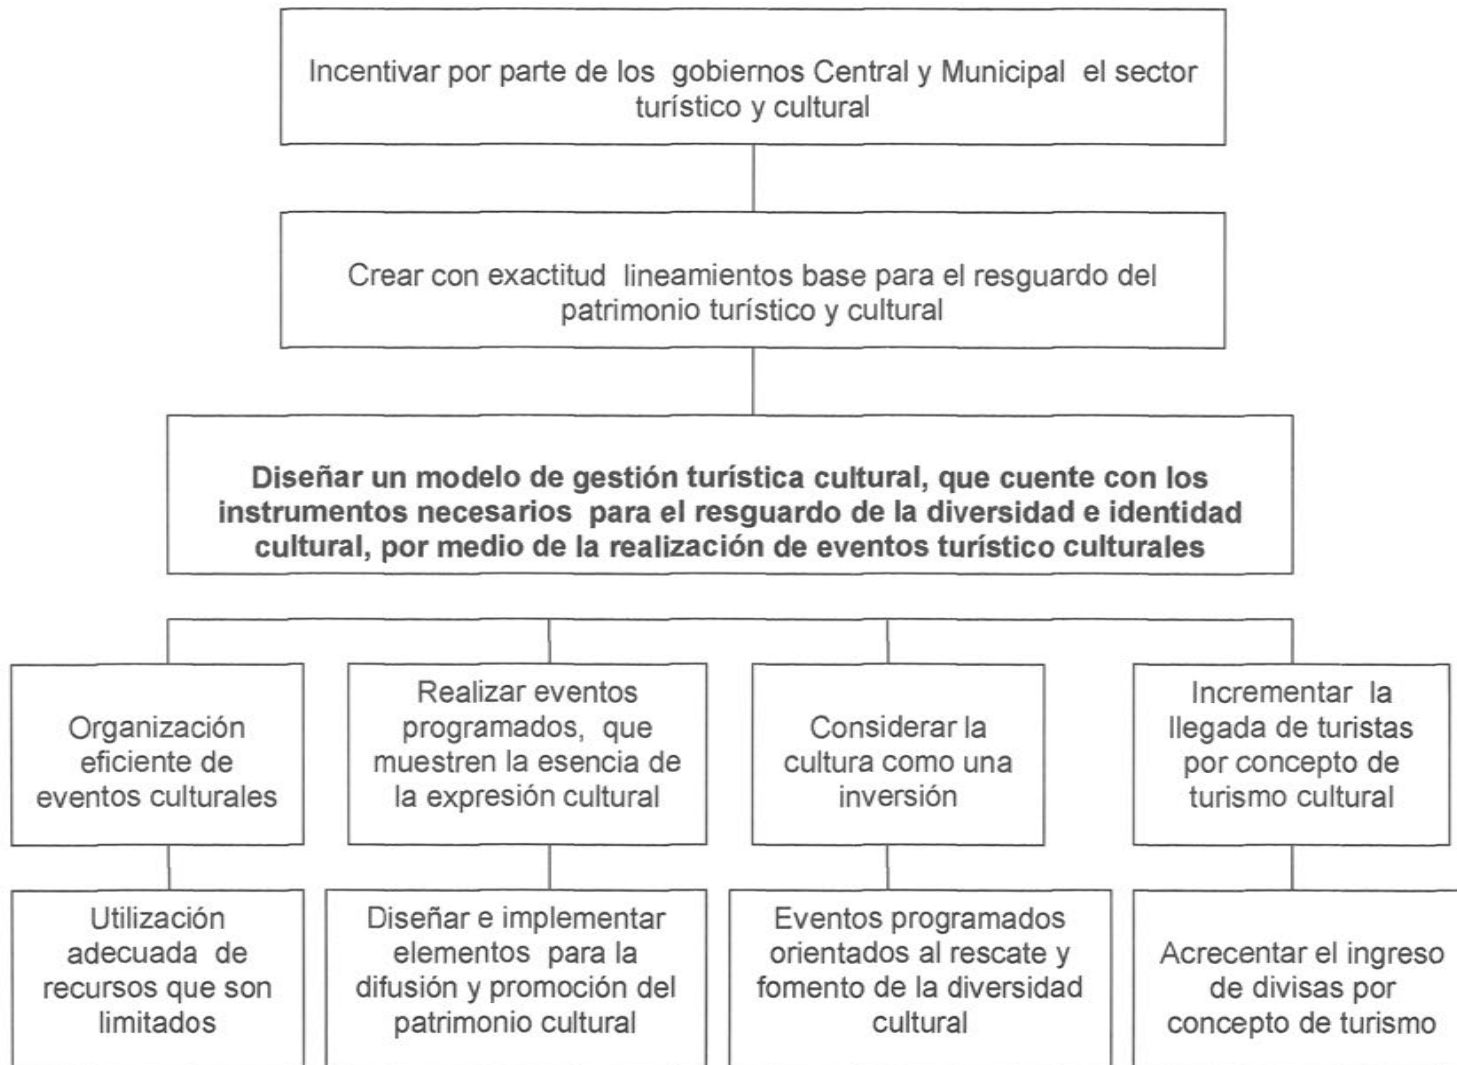 Incentivar por parte de los gobiernos Central y Municipal el sector
turístico y cultural
Crear con exactitud lineamientos base para el resguardo del
patrimonio turístico y cultural
Diseñar un modelo de gestión turística cultural, que cuente con los
instrumentos necesarios para el resguardo de la diversidad e identidad
cultural, por medio de la realización de eventos turístico culturales
Organización
eficiente de
eventos culturales
Realizar eventos
programados, que
muestren la esencia de
la expresión cultural
Considerar la
cultura como una
inversión
Incrementar la
llegada de turistas
por concepto de
turismo cultural
Utilización
adecuada de
recursos que son
limitados
Diseñar e implementar
elementos para la
difusión y promoción del
patrimonio cultural
Eventos programados
orientados al rescate y
fomento de la diversidad
cultural
Acrecentar el ingreso
de divisas por
concepto de turismo